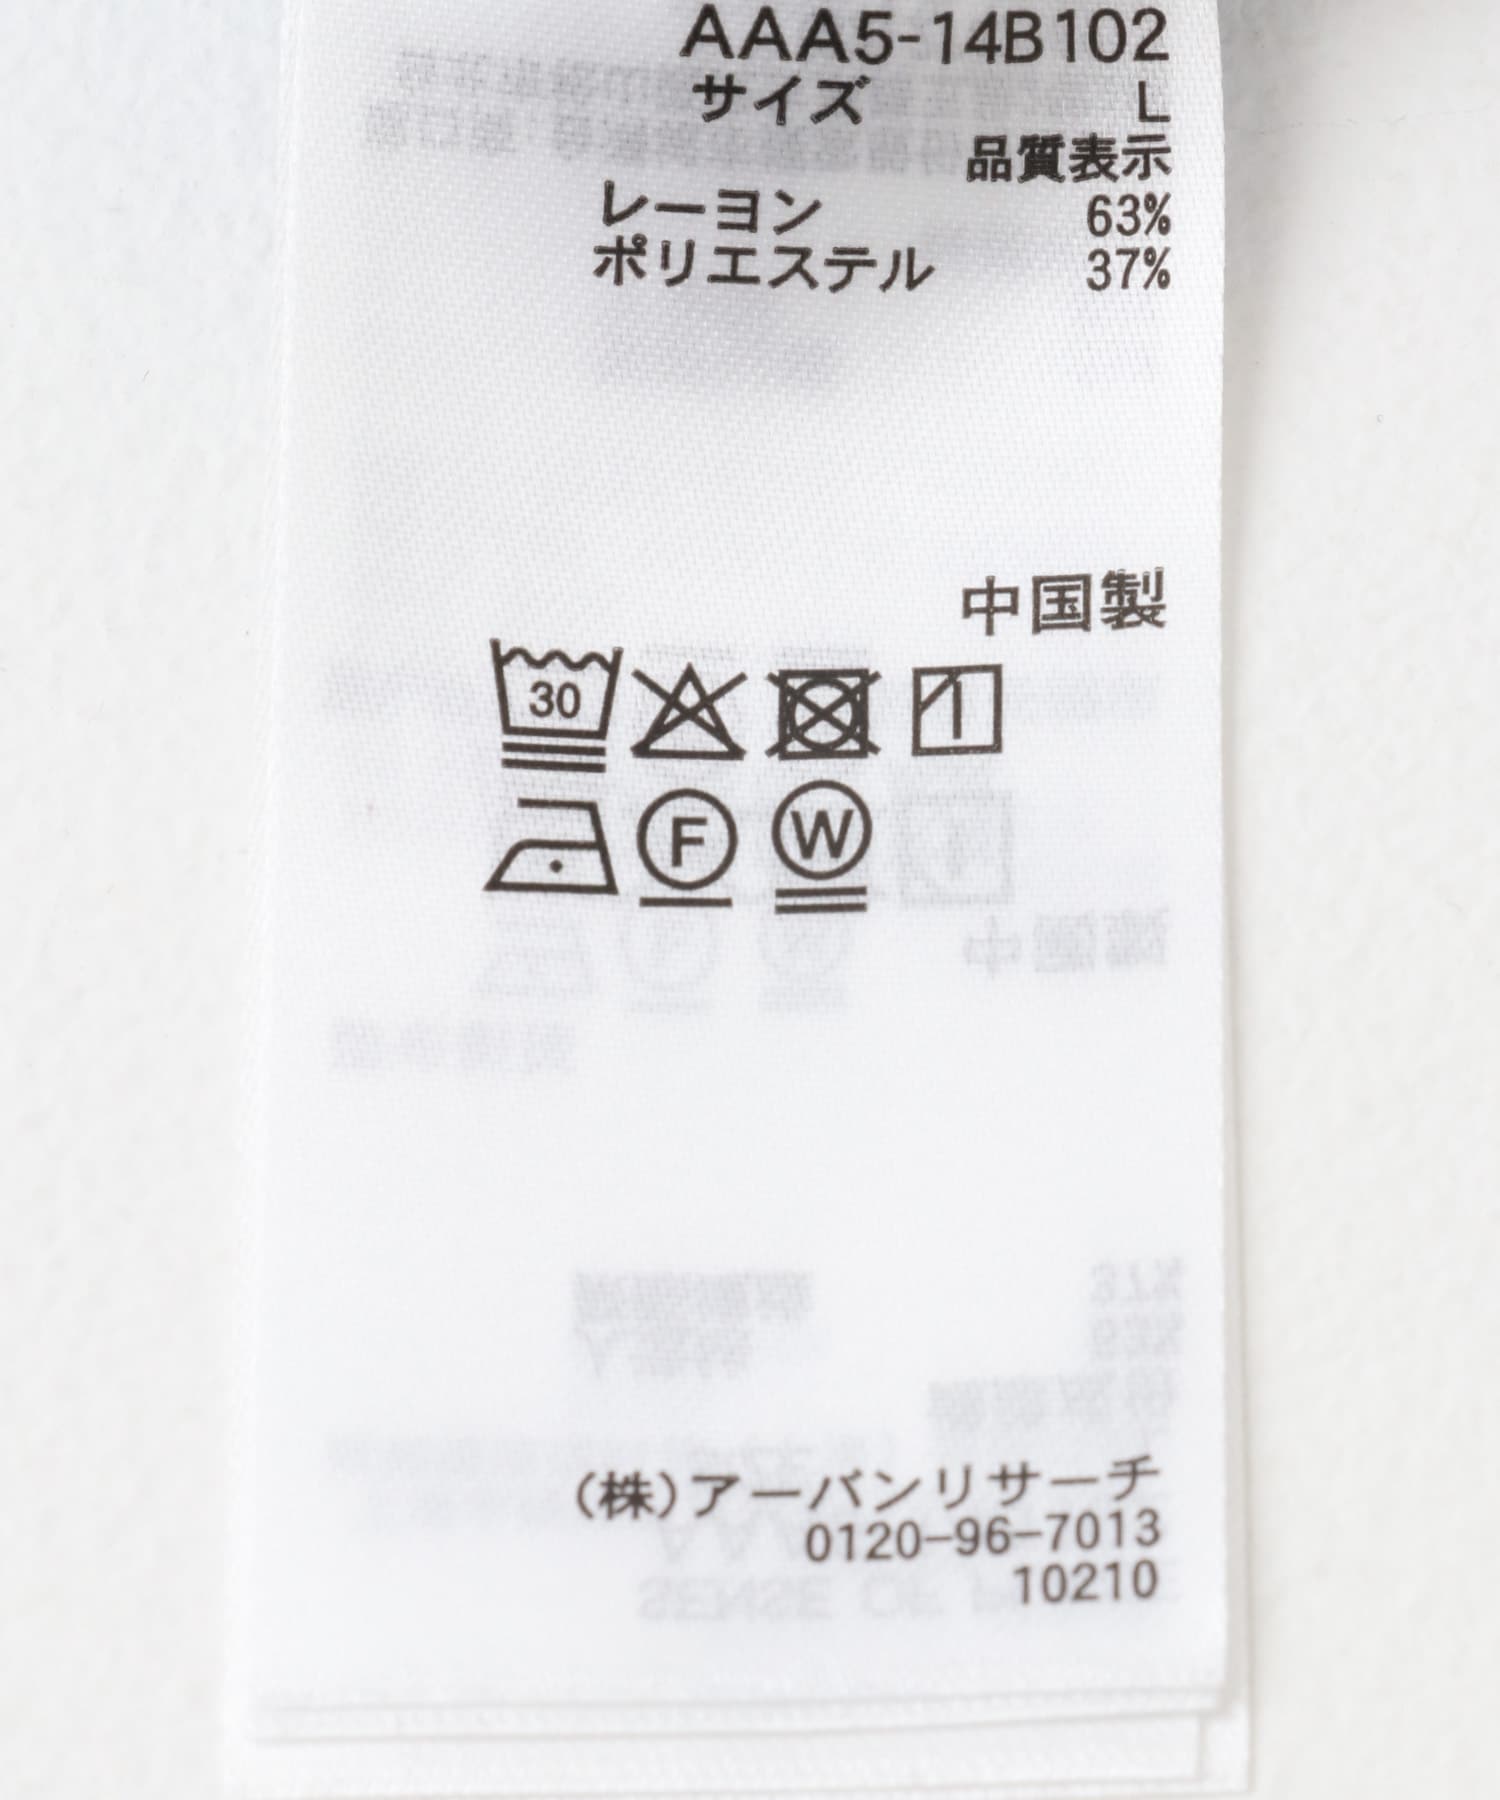 AAA5-14B102
サイズ L
品質表示
レーヨン 63%
ポリエステル 37%
中国製
30
F W
(株)アーバンリサーチ
0120-96-7013
10210